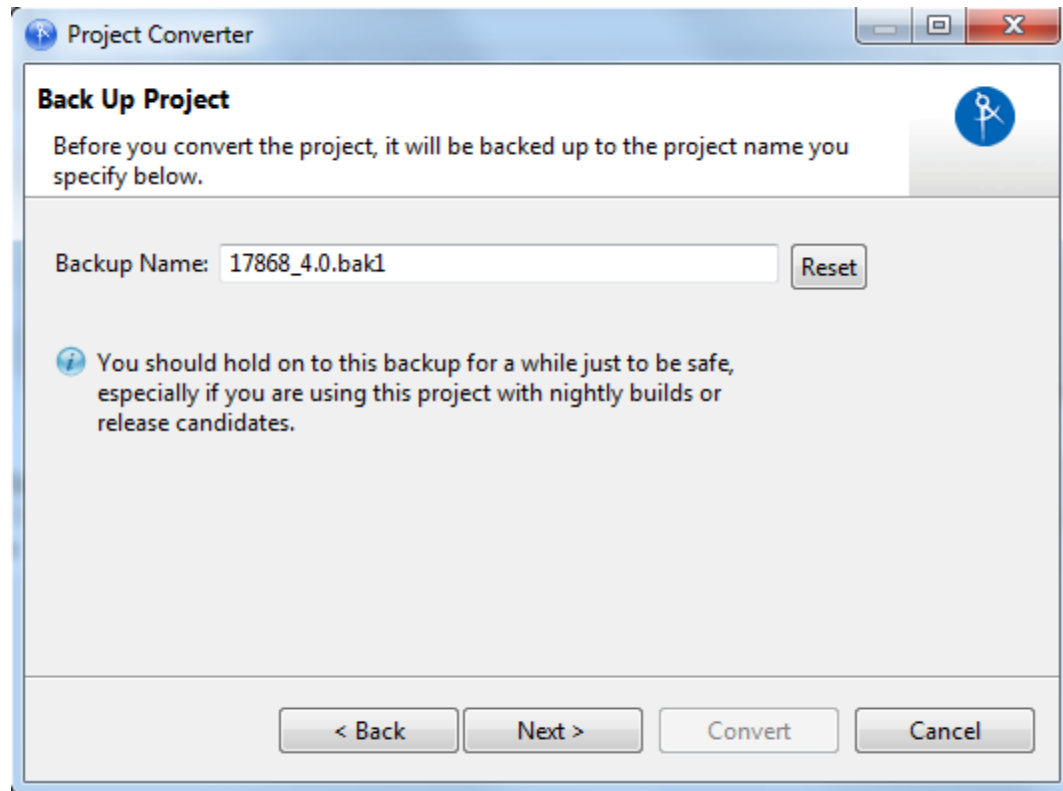 Project Converter
Back Up Project
Before you convert the project, it will be backed up to the project name you
specify below.
Backup Name: 17868_4.0.bak1 Reset
You should hold on to this backup for a while just to be safe,
especially if you are using this project with nightly builds or
release candidates.
< Back Next > Convert Cancel